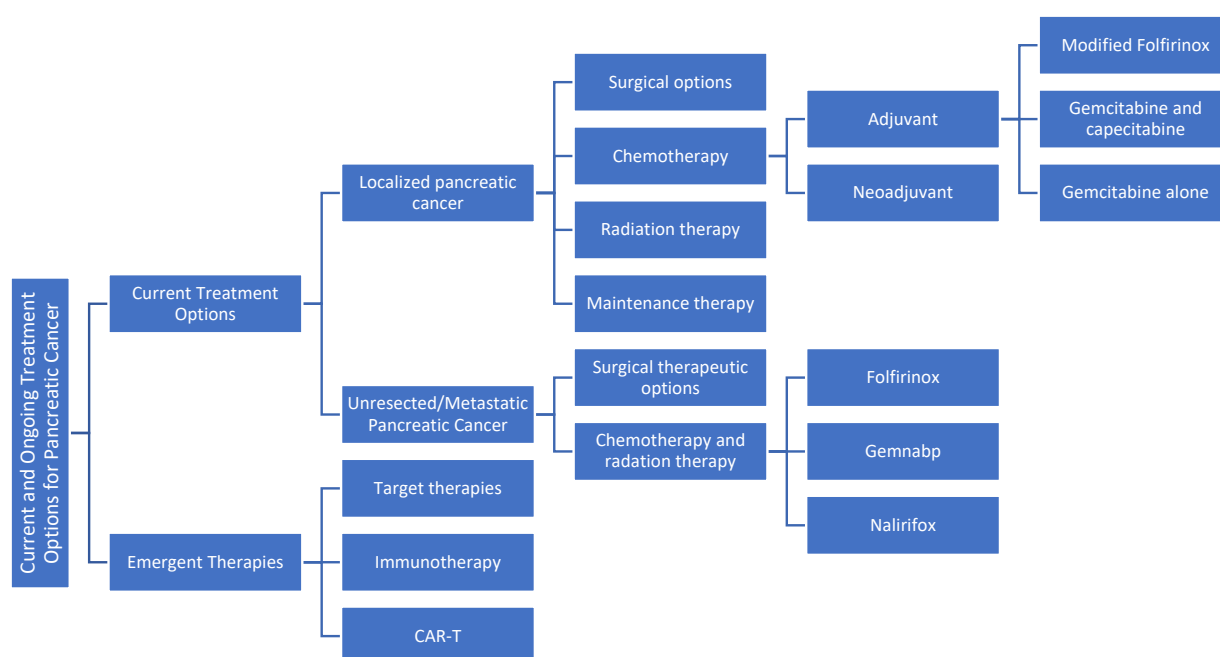 Current and Ongoing Treatment
Options for Pancreatic Cancer
Current Treatment
Options
Localized pancreatic
cancer
Surgical options
Chemotherapy
Adjuvant
Modified Folfirinox
Gemcitabine and
capecitabine
Gemcitabine alone
Neoadjuvant
Radiation therapy
Maintenance therapy
Unresected/Metastatic
Pancreatic Cancer
Surgical therapeutic
options
Chemotherapy and
radation therapy
Folfirinox
Gemnabp
Nalirifox
Emergent Therapies
Target therapies
Immunotherapy
CAR-T